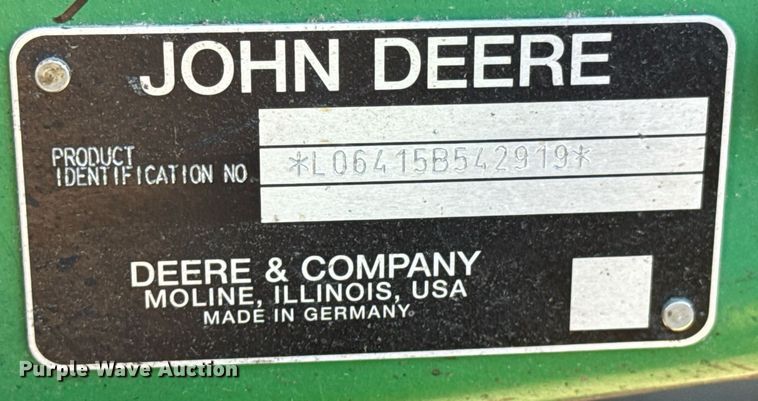 JOHN DEERE
PRODUCT
IDENTIFICATION NO.
*L06415B542919*
DEERE & COMPANY
MOLINE, ILLINOIS, USA
MADE IN GERMANY
Purple Wave Auction